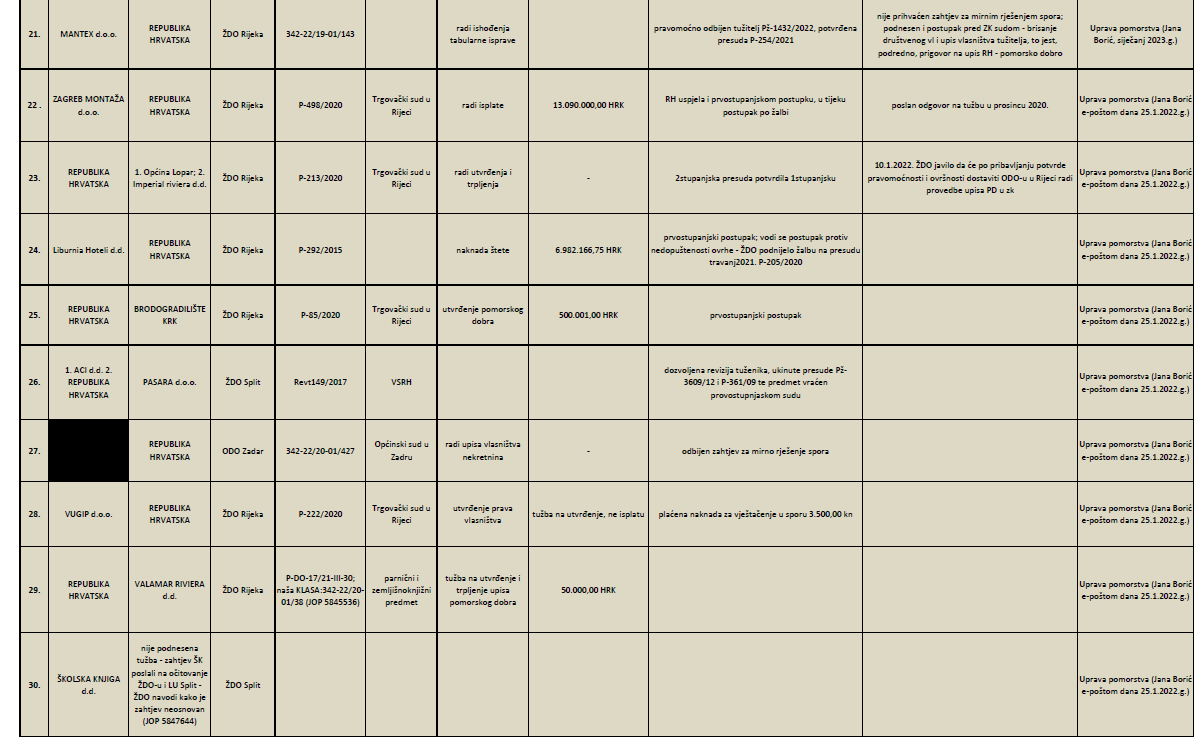 21.
MANTEX d.o.o.
REPUBLIKA
HRVATSKA
ŽDO Rijeka
342-22/19-01/143
radi ishođenja
tabularne isprave
pravomoćno odbijen tužitelj Pž-1432/2022, potvrđena
presuda P-254/2021
nije prihvaćen zahtjev za mirnim rješenjem spora;
podnesen i postupak pred ZK sudom - brisanje
društvenog vl i upis vlasništva tužitelja, to jest,
podredno, prigovor na upis RH - pomorsko dobro
Uprava pomorstva (Jana
Borić, siječanj 2023.g.)
22 .
ZAGREB MONTAŽA
d.o.o.
REPUBLIKA
HRVATSKA
ŽDO Rijeka
P-498/2020
Trgovački sud u
Rijeci
radi isplate
13.090.000,00 HRK
RH uspjela i prvostupanjskom postupku, u tijeku
postupak po žalbi
poslan odgovor na tužbu u prosincu 2020.
Uprava pomorstva (Jana Borić
e-poštom dana 25.1.2022.g.)
23.
REPUBLIKA
HRVATSKA
1. Općina Lopar; 2.
Imperial riviera d.d.
ŽDO Rijeka
P-213/2020
Trgovački sud u
Rijeci
radi utvrđenja i
trpljenja
-
2stupanjska presuda potvrdila 1stupanjsku
10.1.2022. ŽDO javilo da će po pribavljanju potvrde
pravomoćnosti i ovršnosti dostaviti ODO-u u Rijeci radi
provedbe upisa PD u zk
Uprava pomorstva (Jana Borić
e-poštom dana 25.1.2022.g.)
24.
Liburnia Hoteli d.d.
REPUBLIKA
HRVATSKA
ŽDO Rijeka
P-292/2015
naknada štete
6.982.166,75 HRK
prvostupanjski postupak; vodi se postupak protiv
nedopuštenosti ovrhe - ŽDO podnijelo žalbu na presudu
travanj2021. P-205/2020
Uprava pomorstva (Jana Borić
e-poštom dana 25.1.2022.g.)
25.
REPUBLIKA
HRVATSKA
BRODOGRADILIŠTE
KRK
ŽDO Rijeka
P-85/2020
Trgovački sud u
Rijeci
utvrđenje pomorskog
dobra
500.001,00 HRK
prvostupanjski postupak
Uprava pomorstva (Jana Borić
e-poštom dana 25.1.2022.g.)
26.
1. ACI d.d. 2.
REPUBLIKA
HRVATSKA
PASARA d.o.o.
ŽDO Split
Revt149/2017
VSRH
dozvoljena revizija tuženika, ukinute presude Pž-
3609/12 i P-361/09 te predmet vraćen
provostupnjaskom sudu
Uprava pomorstva (Jana Borić
e-poštom dana 25.1.2022.g.)
27.
REPUBLIKA
HRVATSKA
ODO Zadar
342-22/20-01/427
Općinski sud u
Zadru
radi upisa vlasništva
nekretnina
-
odbijen zahtjev za mirno rješenje spora
Uprava pomorstva (Jana Borić
e-poštom dana 25.1.2022.g.)
28.
VUGIP d.o.o.
REPUBLIKA
HRVATSKA
ŽDO Rijeka
P-222/2020
Trgovački sud u
Rijeci
utvrđenje prava
vlasništva
tužba na utvrđenje, ne isplatu
plaćena naknada za vještačenje u sporu 3.500,00 kn
Uprava pomorstva (Jana Borić
e-poštom dana 25.1.2022.g.)
29.
REPUBLIKA
HRVATSKA
VALAMAR RIVIERA
d.d.
ŽDO Rijeka
P-DO-17/21-III-30;
naša KLASA:342-22/20-
01/38 (JOP 5845536)
parnični i
zemljišnoknjižni
predmet
tužba na utvrđenje i
trpljenje upisa
pomorskog dobra
50.000,00 HRK
Uprava pomorstva (Jana Borić
e-poštom dana 25.1.2022.g.)
30.
ŠKOLSKA KNJIGA
d.d.
nije podnesena
tužba - zahtjev ŠK
poslali na očitovanje
ŽDO-u i LU Split -
ŽDO navodi kako je
zahtjev neosnovan
(JOP 5847644)
ŽDO Split
Uprava pomorstva (Jana Borić
e-poštom dana 25.1.2022.g.)